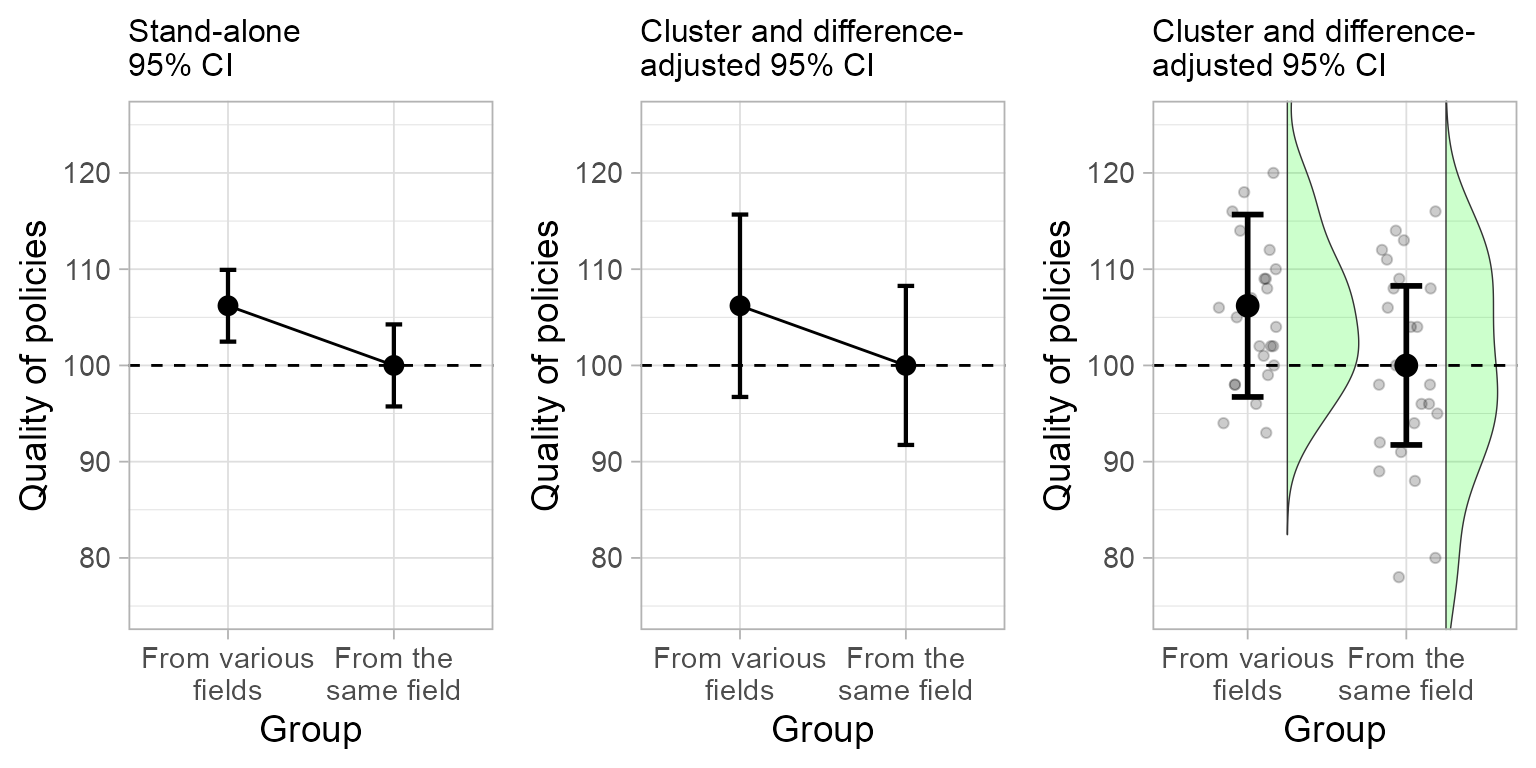 Stand-alone
95% CI
Quality of policies
120
110
100
90
80
From various
fields
From the
same field
Group
Cluster and difference-
adjusted 95% CI
Quality of policies
120
110
100
90
80
From various
fields
From the
same field
Group
Cluster and difference-
adjusted 95% CI
Quality of policies
120
110
100
90
80
From various
fields
From the
same field
Group